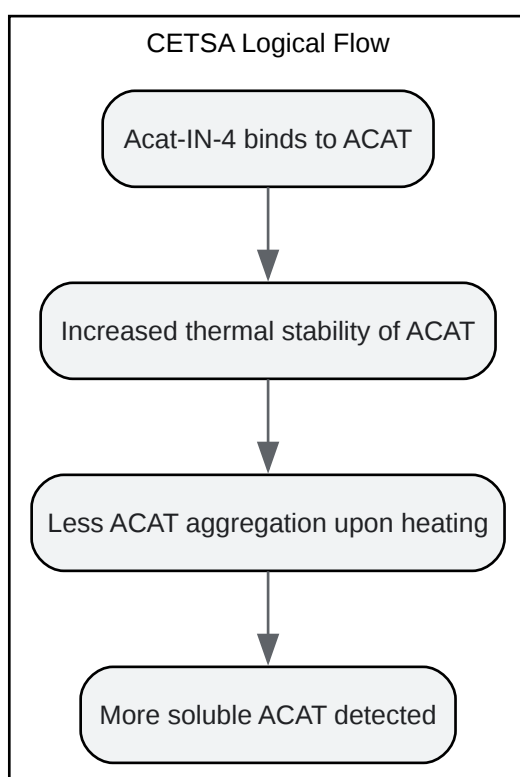 CETSA Logical Flow
Acat-IN-4 binds to ACAT
Increased thermal stability of ACAT
Less ACAT aggregation upon heating
More soluble ACAT detected